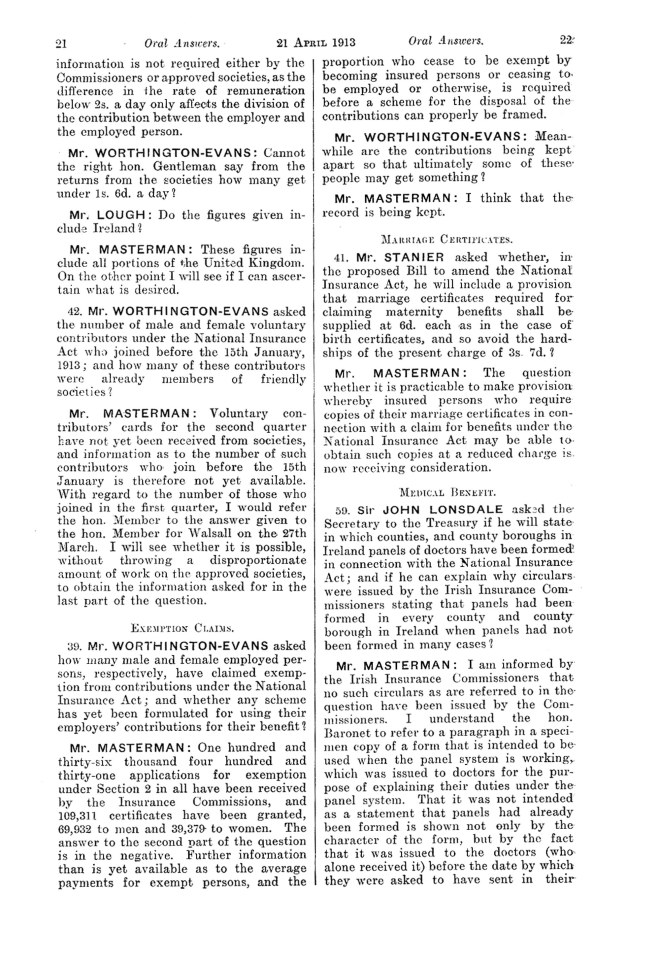 21 Oral Answers. 21 APRIL 1913 Oral Answers. 22
information is not required either by the
Commissioners or approved societies, as the
difference in the rate of remuneration
below 2s. a day only affects the division of
the contribution between the employer and
the employed person.
Mr. WORTHINGTON-EVANS: Cannot
the right hon. Gentleman say from the
returns from the societies how many get
under 1s. 6d. a day?
Mr. LOUGH: Do the figures given in-
clude Ireland?
Mr. MASTERMAN: These figures in-
clude all portions of the United Kingdom.
On the other point I will see if I can ascer-
tain what is desired.
42. Mr. WORTHINGTON-EVANS asked
the number of male and female voluntary
contributors under the National Insurance
Act who joined before the 15th January,
1913; and how many of these contributors
were already members of friendly
societies?
Mr. MASTERMAN: Voluntary con-
tributors' cards for the second quarter
have not yet been received from societies,
and information as to the number of such
contributors who join before the 15th
January is therefore not yet available.
With regard to the number of those who
joined in the first quarter, I would refer
the hon. Member to the answer given to
the hon. Member for Walsall on the 27th
March. I will see whether it is possible,
without throwing a disproportionate
amount of work on the approved societies,
to obtain the information asked for in the
last part of the question.
EXEMPTION CLAIMS.
39. Mr. WORTHINGTON-EVANS asked
how many male and female employed per-
sons, respectively, have claimed exemp-
tion from contributions under the National
Insurance Act; and whether any scheme
has yet been formulated for using their
employers' contributions for their benefit?
Mr. MASTERMAN: One hundred and
thirty-six thousand four hundred and
thirty-one applications for exemption
under Section 2 in all have been received
by the Insurance Commissions, and
109,311 certificates have been granted,
69,932 to men and 39,379 to women. The
answer to the second part of the question
is in the negative. Further information
than is yet available as to the average
payments for exempt persons, and the
proportion who cease to be exempt by
becoming insured persons or ceasing to
be employed or otherwise, is required
before a scheme for the disposal of the
contributions can properly be framed.
Mr. WORTHINGTON-EVANS: Mean-
while are the contributions being kept
apart so that ultimately some of these
people may get something?
Mr. MASTERMAN: I think that the
record is being kept.
MARRIAGE CERTIFICATES.
41. Mr. STANIER asked whether, in
the proposed Bill to amend the National
Insurance Act, he will include a provision
that marriage certificates required for
claiming maternity benefits shall be
supplied at 6d. each as in the case of
birth certificates, and so avoid the hard-
ships of the present charge of 3s. 7d.?
Mr. MASTERMAN: The question
whether it is practicable to make provision
whereby insured persons who require
copies of their marriage certificates in con-
nection with a claim for benefits under the
National Insurance Act may be able to
obtain such copies at a reduced charge is
now receiving consideration.
MEDICAL BENEFIT.
59. Sir JOHN LONSDALE asked the
Secretary to the Treasury if he will state
in which counties, and county boroughs in
Ireland panels of doctors have been formed
in connection with the National Insurance
Act; and if he can explain why circulars
were issued by the Irish Insurance Com-
missioners stating that panels had been
formed in every county and county
borough in Ireland when panels had not
been formed in many cases?
Mr. MASTERMAN: I am informed by
the Irish Insurance Commissioners that
no such circulars as are referred to in the
question have been issued by the Com-
missioners. I understand the hon.
Baronet to refer to a paragraph in a speci-
men copy of a form that is intended to be
used when the panel system is working,
which was issued to doctors for the pur-
pose of explaining their duties under the
panel system. That it was not intended
as a statement that panels had already
been formed is shown not only by the
character of the form, but by the fact
that it was issued to the doctors (who
alone received it) before the date by which
they were asked to have sent in their